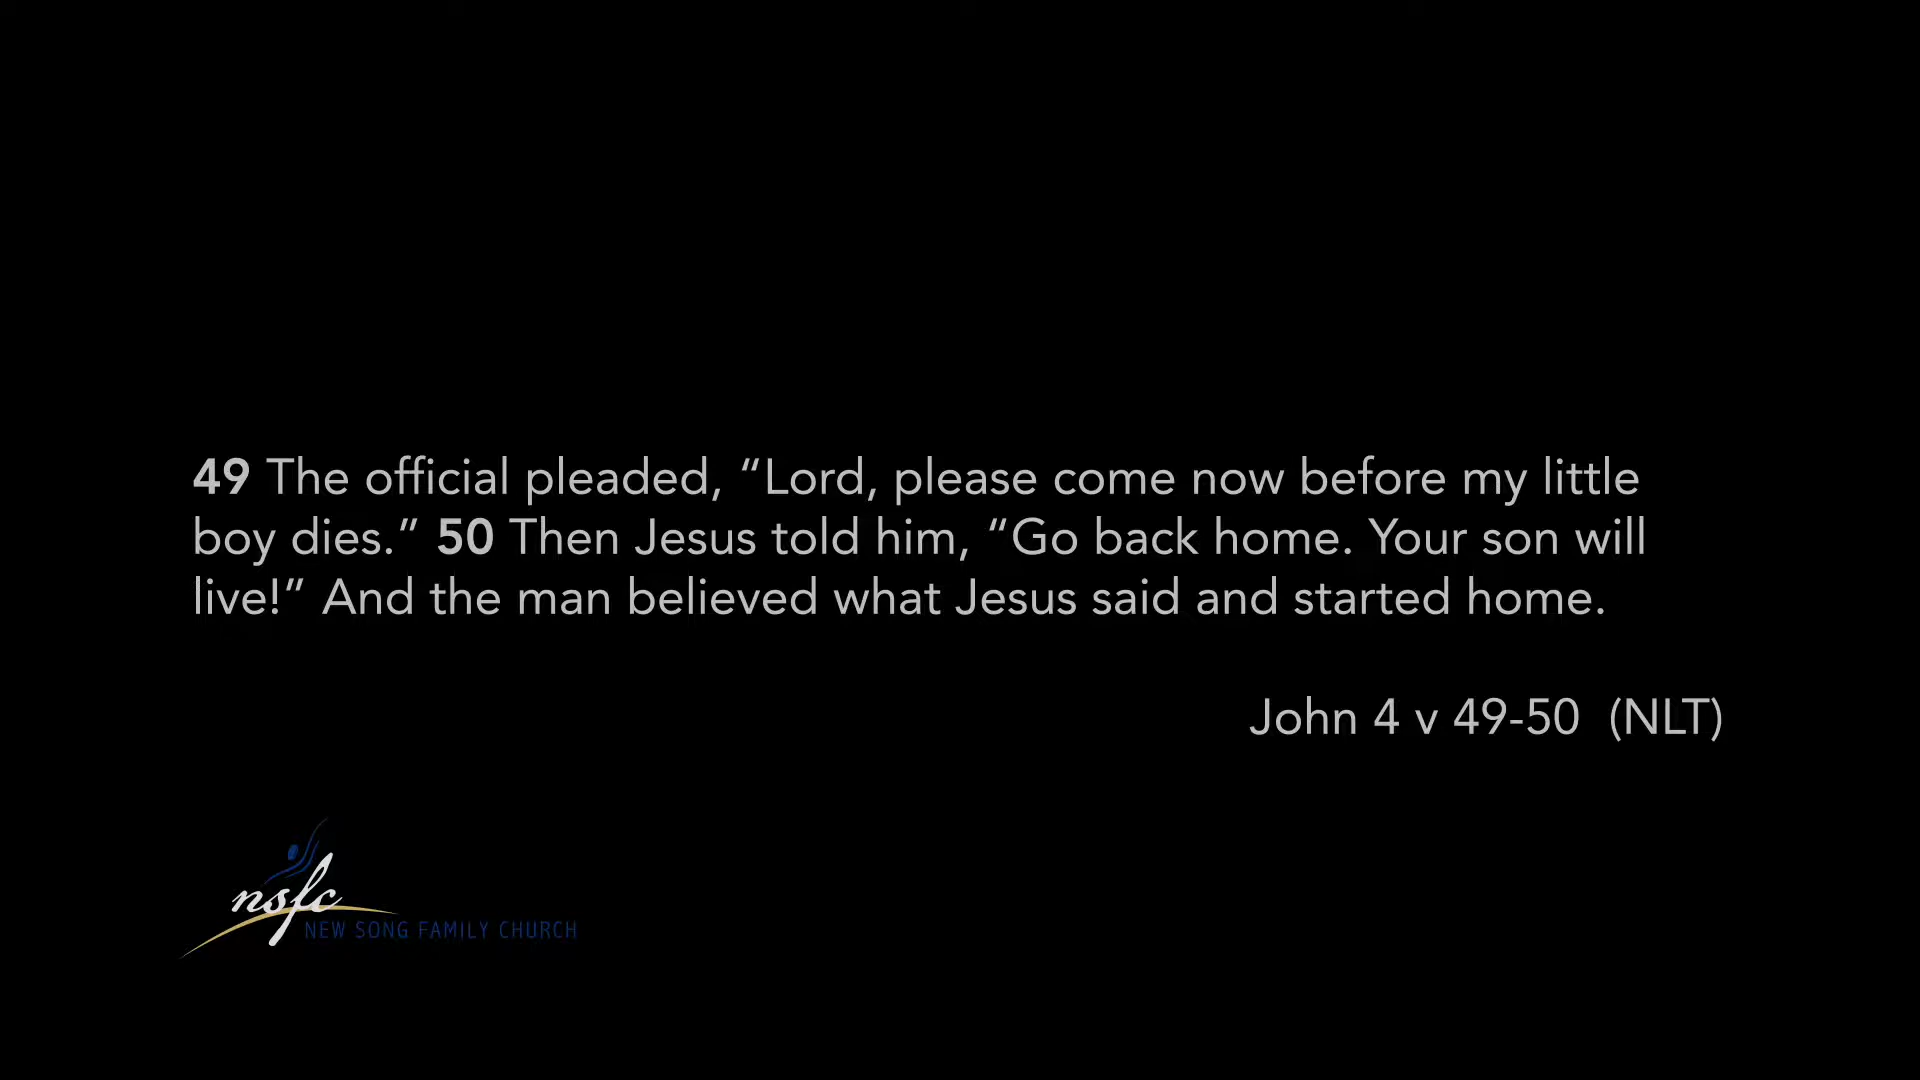 49 The official pleaded, “Lord, please come now before my little
boy dies.” 50 Then Jesus told him, “Go back home. Your son will
live!” And the man believed what Jesus said and started home.
John 4 v 49-50 (NLT)
nsfc
NEW SONG FAMILY CHURCH